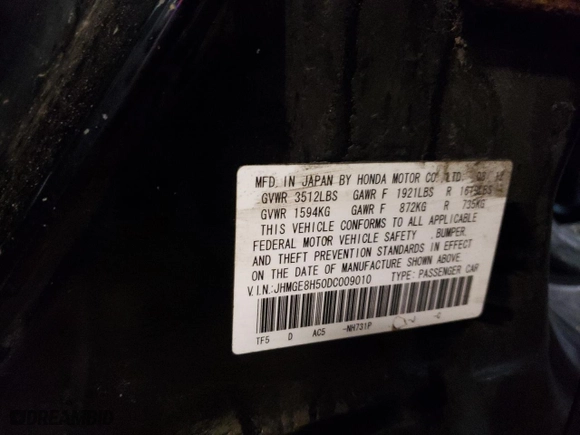 MFD. IN JAPAN BY HONDA MOTOR CO., LTD.
GVWR 3512LBS GAWR F 1921LBS R
GVWR 1594KG GAWR F 872KG R 735KG
THIS VEHICLE CONFORMS TO ALL APPLICABLE
FEDERAL MOTOR VEHICLE SAFETY . BUMPER,
AND THEFT PREVENTION STANDARDS IN EFFECT
ON THE DATE OF MANUFACTURE SHOWN ABOVE.
V.I.N.:JHMGE8H50DC009010 TYPE: PASSENGER CAR
TF5 D AC5 -NH731P
DREAMBID